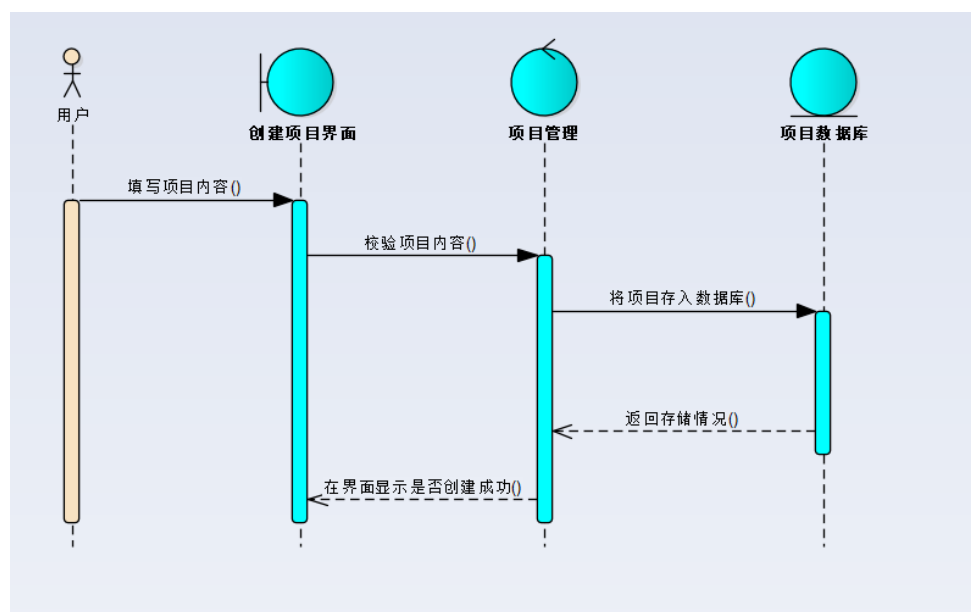 用户
创建项目界面
项目管理
项目数据库
填写项目内容()
校验项目内容()
将项目存入数据库()
返回存储情况()
在界面显示是否创建成功()